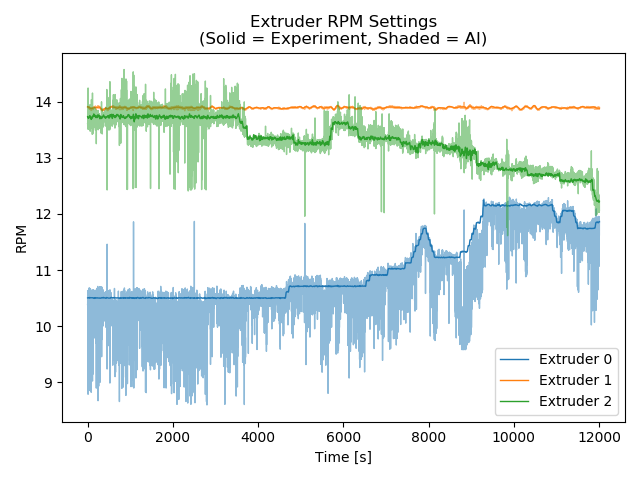 Extruder RPM Settings
(Solid = Experiment, Shaded = AI)
14
13
12
11
10
9
RPM
0
2000
4000
6000
8000
10000
12000
Time [s]
Extruder 0
Extruder 1
Extruder 2